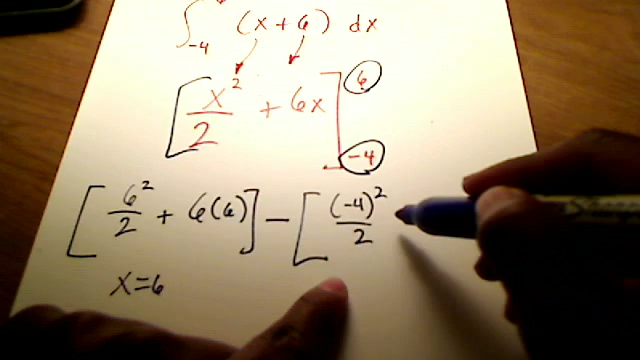 ∫ -4 (x + 6) dx
[ x²/2 + 6x ] 6 -4
[ 6²/2 + 6(6) ] - [ (-4)²/2
x = 6